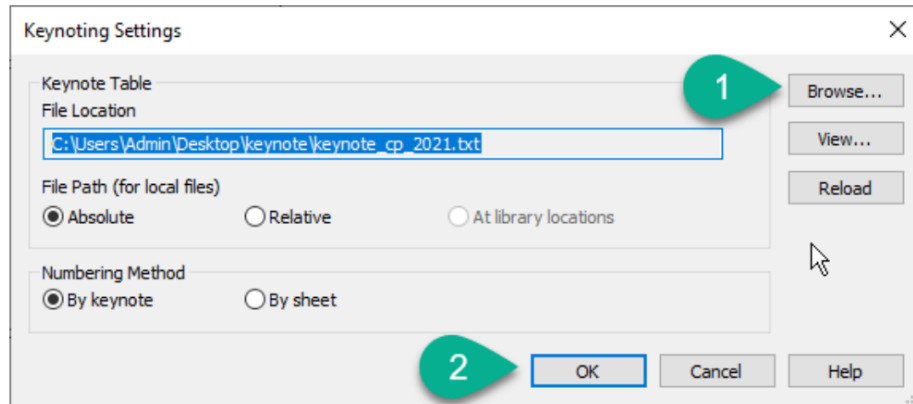 Keynoting Settings
Keynote Table
1
Browse...
File Location
C:\Users\Admin\Desktop\keynote\keynote_cp_2021.txt
View...
File Path (for local files)
Reload
Absolute Relative At library locations
Numbering Method
By keynote By sheet
2
OK Cancel Help